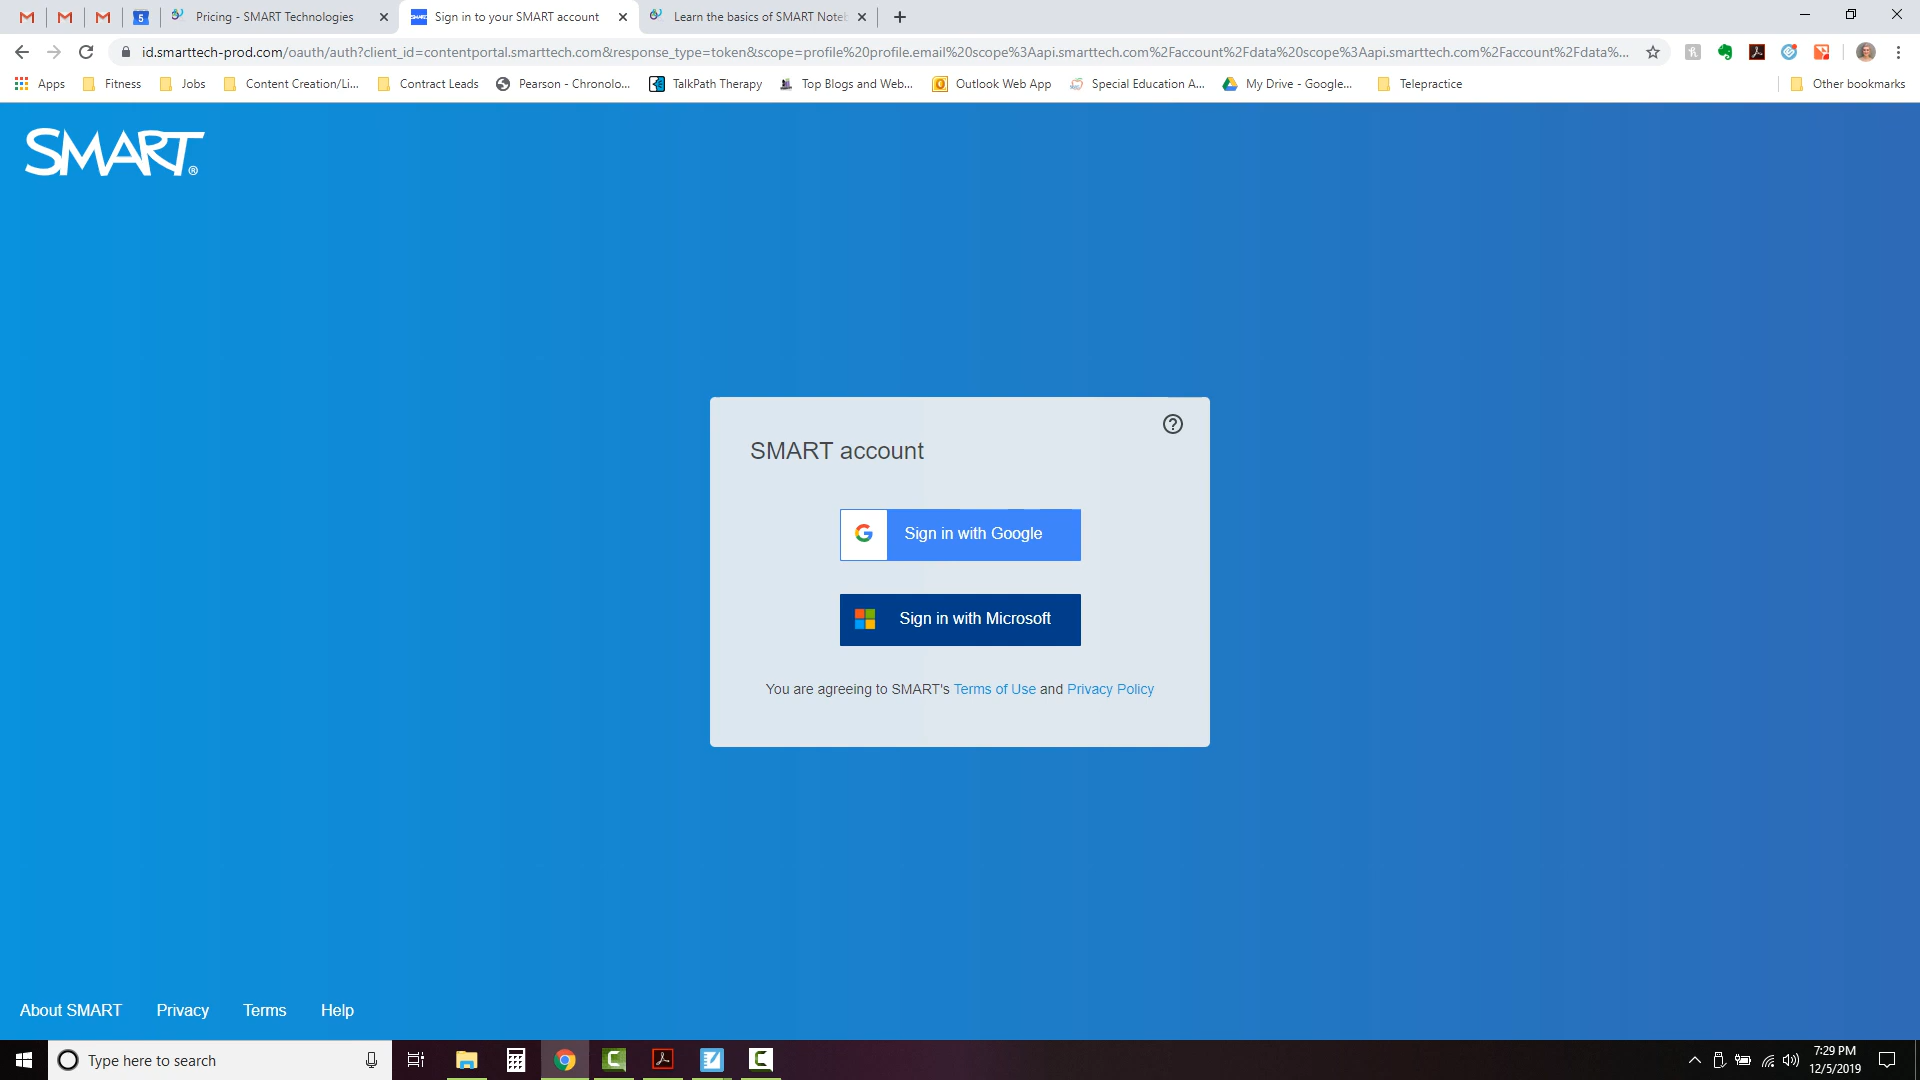 5
Pricing - SMART Technologies
Sign in to your SMART account
Learn the basics of SMART Note
id.smarttech-prod.com/oauth/auth?client_id=contentportal.smarttech.com&response_type=token&scope=profile%20profile.email%20scope%3Aapi.smarttech.com%2Faccount%2Fdata%20scope%3Aapi.smarttech.com%2Faccount%2Fdata%...
Apps
Fitness
Jobs
Content Creation/Li...
Contract Leads
Pearson - Chronolo...
TalkPath Therapy
Top Blogs and Web...
Outlook Web App
Special Education A...
My Drive - Google...
Telepractice
Other bookmarks
SMART®
SMART account
Sign in with Google
Sign in with Microsoft
You are agreeing to SMART's Terms of Use and Privacy Policy
About SMART
Privacy
Terms
Help
Type here to search
7:29 PM
12/5/2019